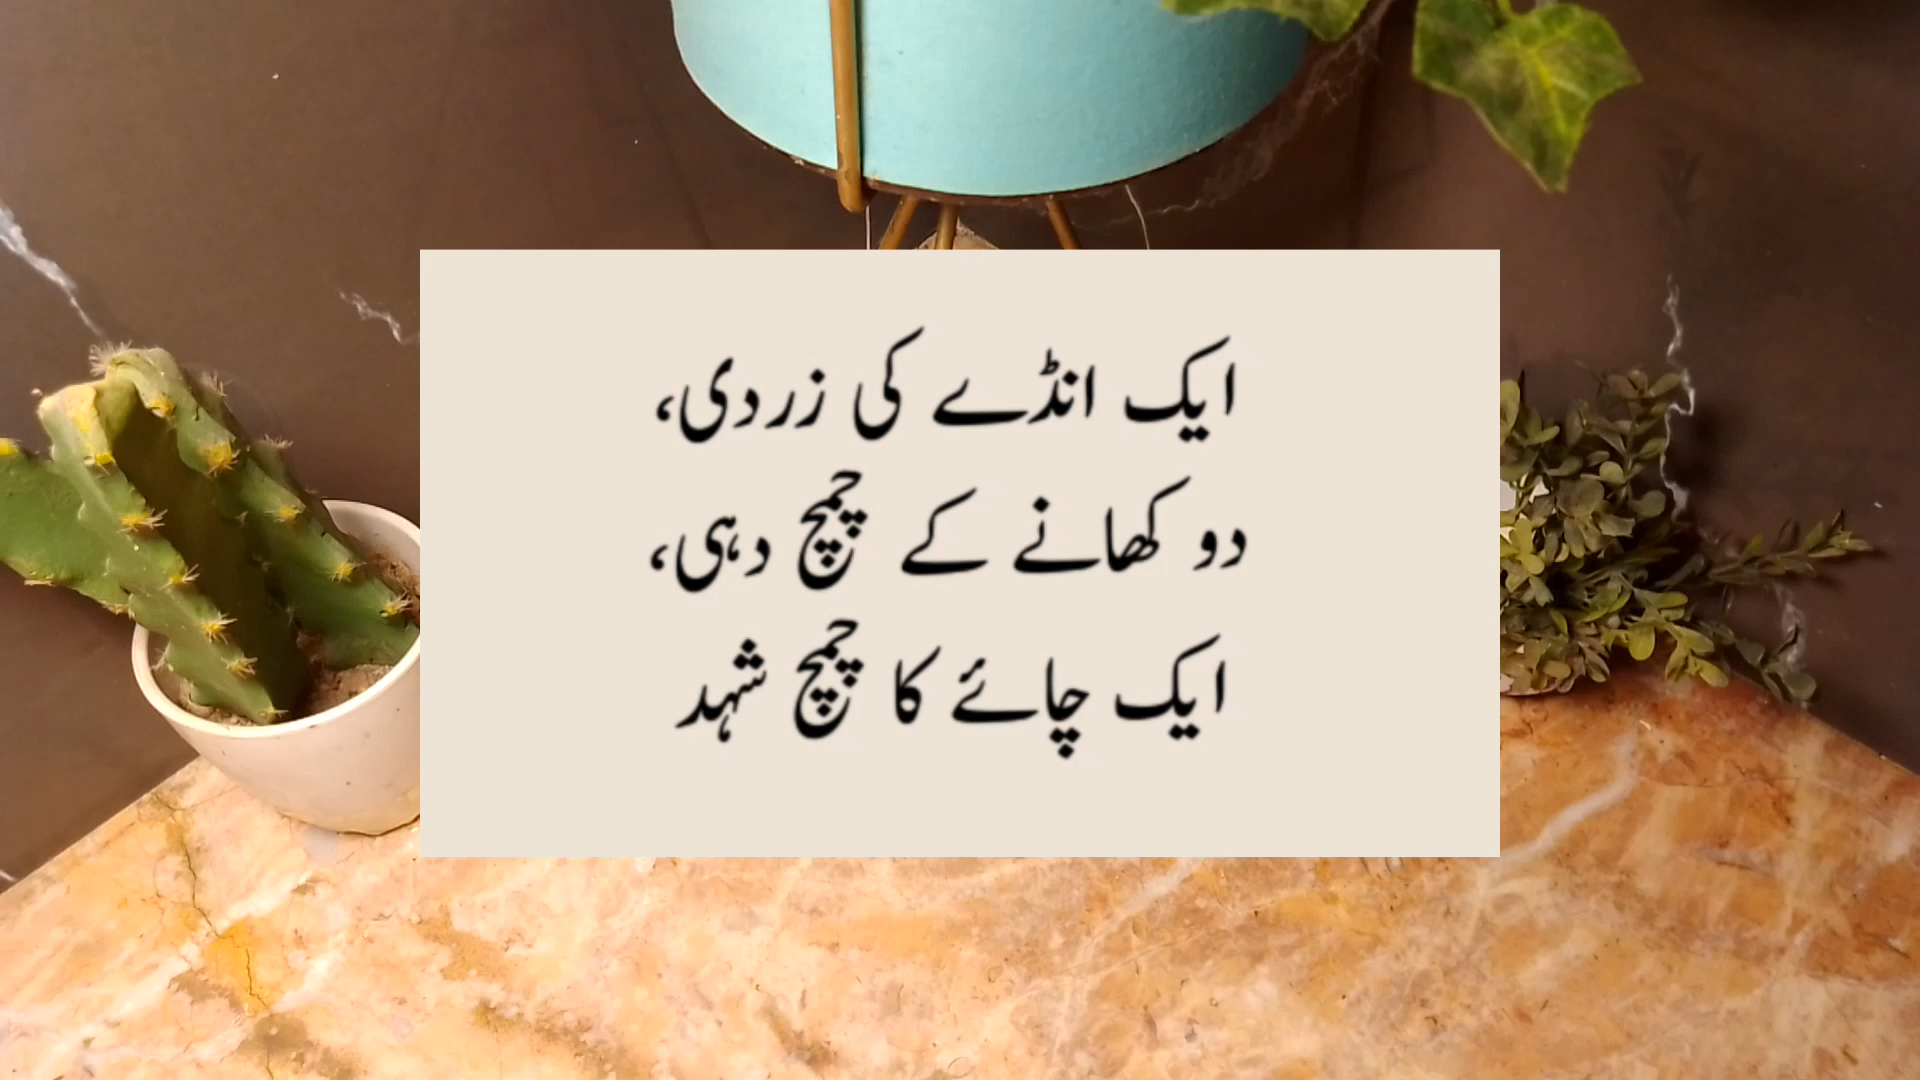 ایک انڈے کی زردی،
دو کھانے کے چمچ دہی،
ایک چائے کا چمچ شہد